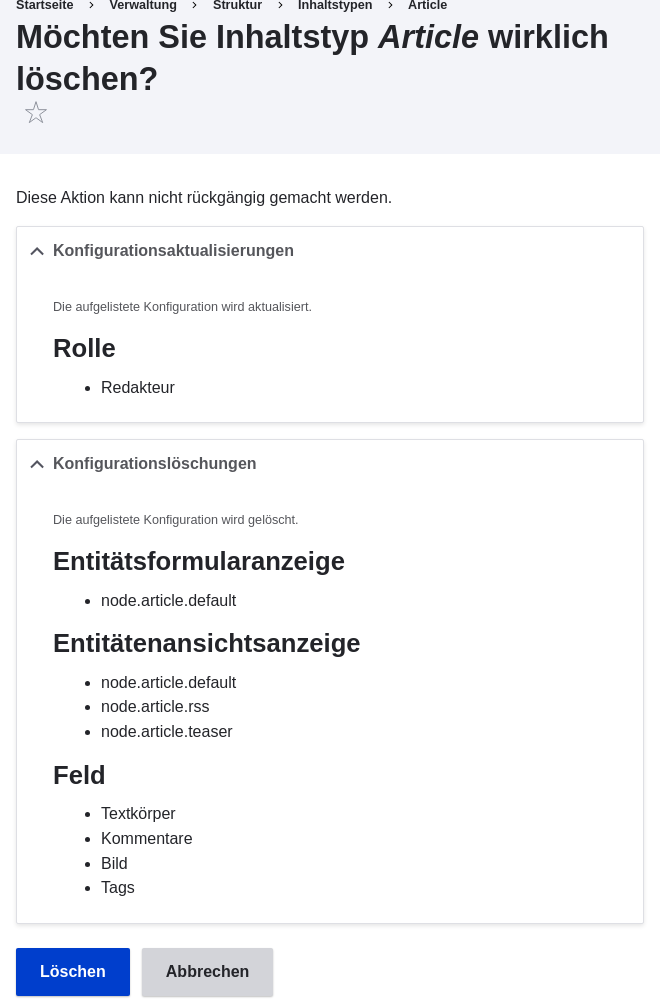 Startseite > Verwaltung > Struktur > Inhaltstypen > Article
Möchten Sie Inhaltstyp Article wirklich
löschen?
Diese Aktion kann nicht rückgängig gemacht werden.
Konfigurationsaktualisierungen
Die aufgelistete Konfiguration wird aktualisiert.
Rolle
• Redakteur
Konfigurationslöschungen
Die aufgelistete Konfiguration wird gelöscht.
Entitätsformularanzeige
• node.article.default
Entitätenansichtsanzeige
• node.article.default
• node.article.rss
• node.article.teaser
Feld
• Textkörper
• Kommentare
• Bild
• Tags
Löschen Abbrechen